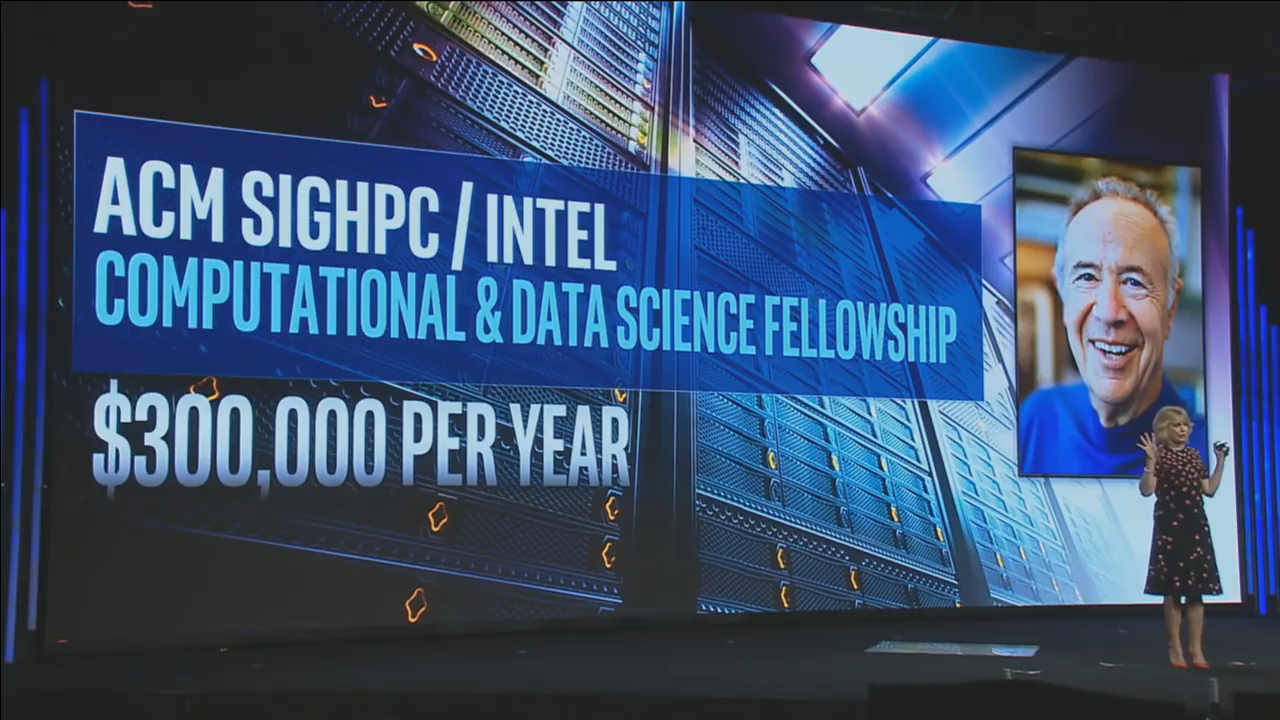 ACM SIGHPC / INTEL
COMPUTATIONAL & DATA SCIENCE FELLOWSHIP
$300,000 PER YEAR